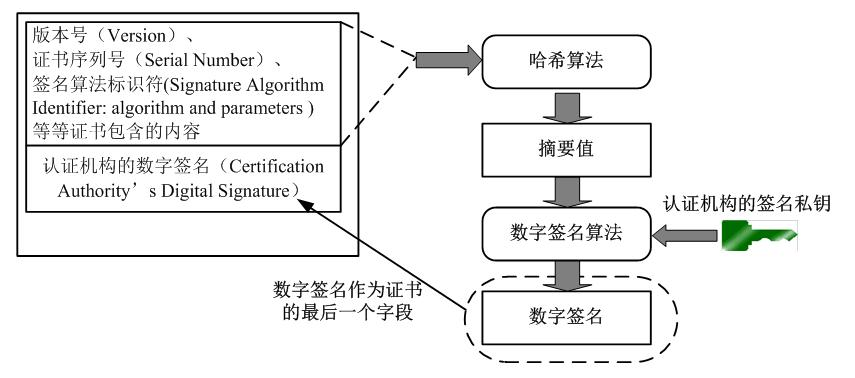 版本号（Version）、
证书序列号（Serial Number）、
签名算法标识符(Signature Algorithm
Identifier: algorithm and parameters )
等等证书包含的内容
认证机构的数字签名（Certification
Authority’s Digital Signature）
哈希算法
摘要值
认证机构的签名私钥
数字签名算法
数字签名作为证书
的最后一个字段
数字签名